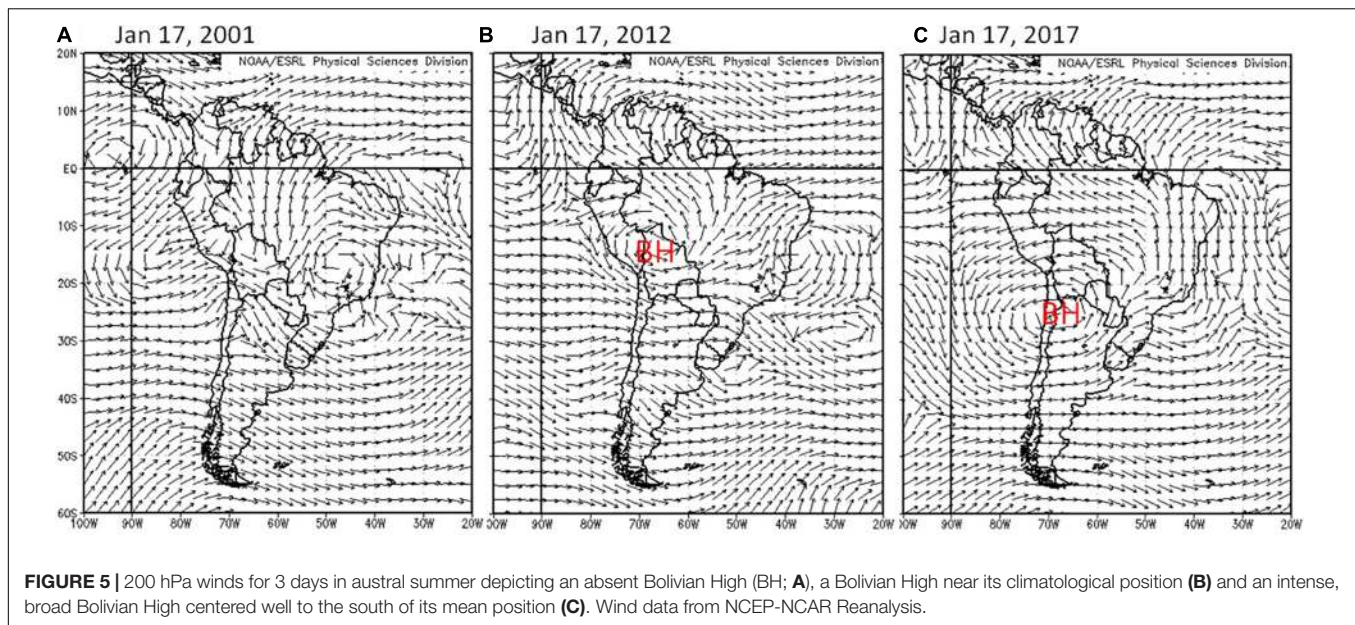 A Jan 17, 2001
B Jan 17, 2012
C Jan 17, 2017
NOAA/ESRL Physical Sciences Division
NOAA/ESRL Physical Sciences Division
NOAA/ESRL Physical Sciences Division
20N
10N
EQ
10S
20S
30S
40S
50S
60S
BH
BH
100W 90W 80W 70W 60W 50W 40W 30W 20W
100W 90W 80W 70W 60W 50W 40W 30W 20W
00W 90W 80W 70W 60W 50W 40W 30W 20W
FIGURE 5 | 200 hPa winds for 3 days in austral summer depicting an absent Bolivian High (BH; A), a Bolivian High near its climatological position (B) and an intense,
broad Bolivian High centered well to the south of its mean position (C). Wind data from NCEP-NCAR Reanalysis.